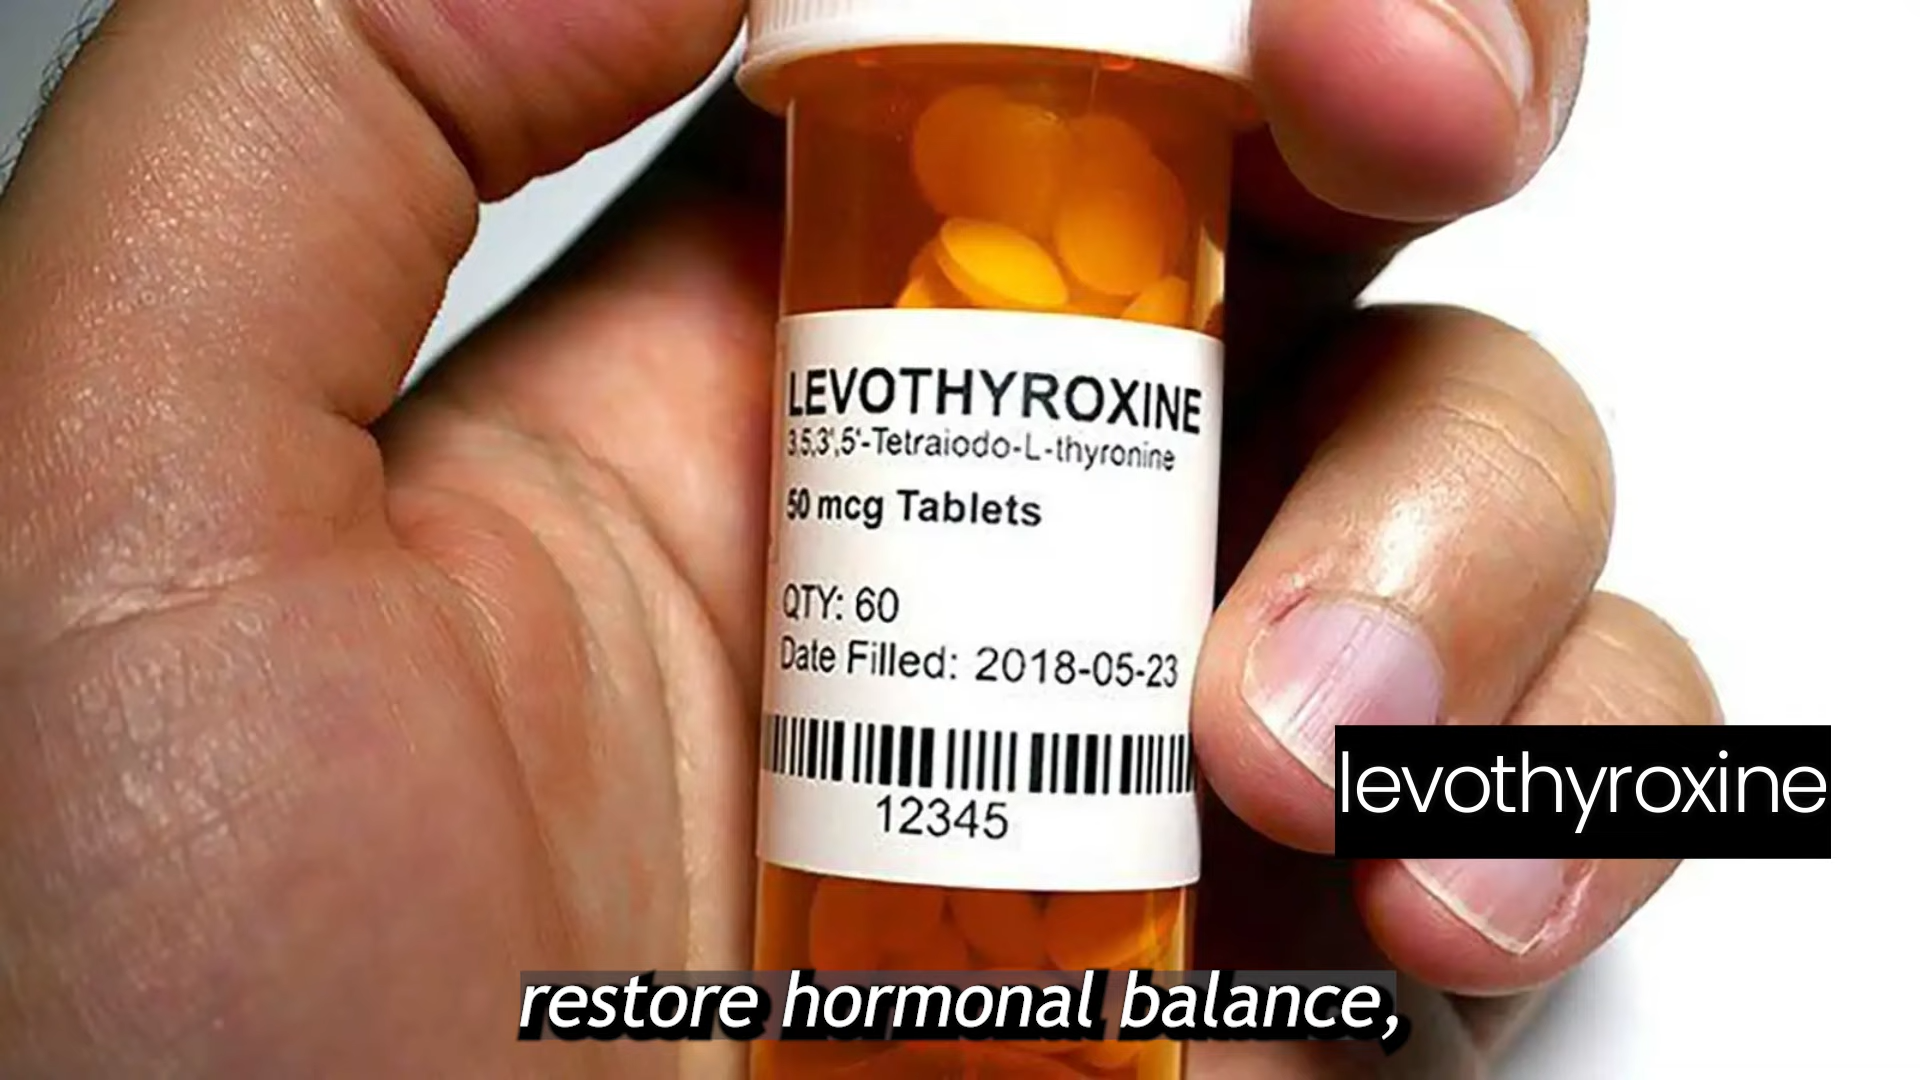 LEVOTHYROXINE
3,5,3',5'-Tetraiodo-L-thyronine
50 mcg Tablets
QTY: 60
Date Filled: 2018-05-23
12345
levothyroxine
restore hormonal balance,